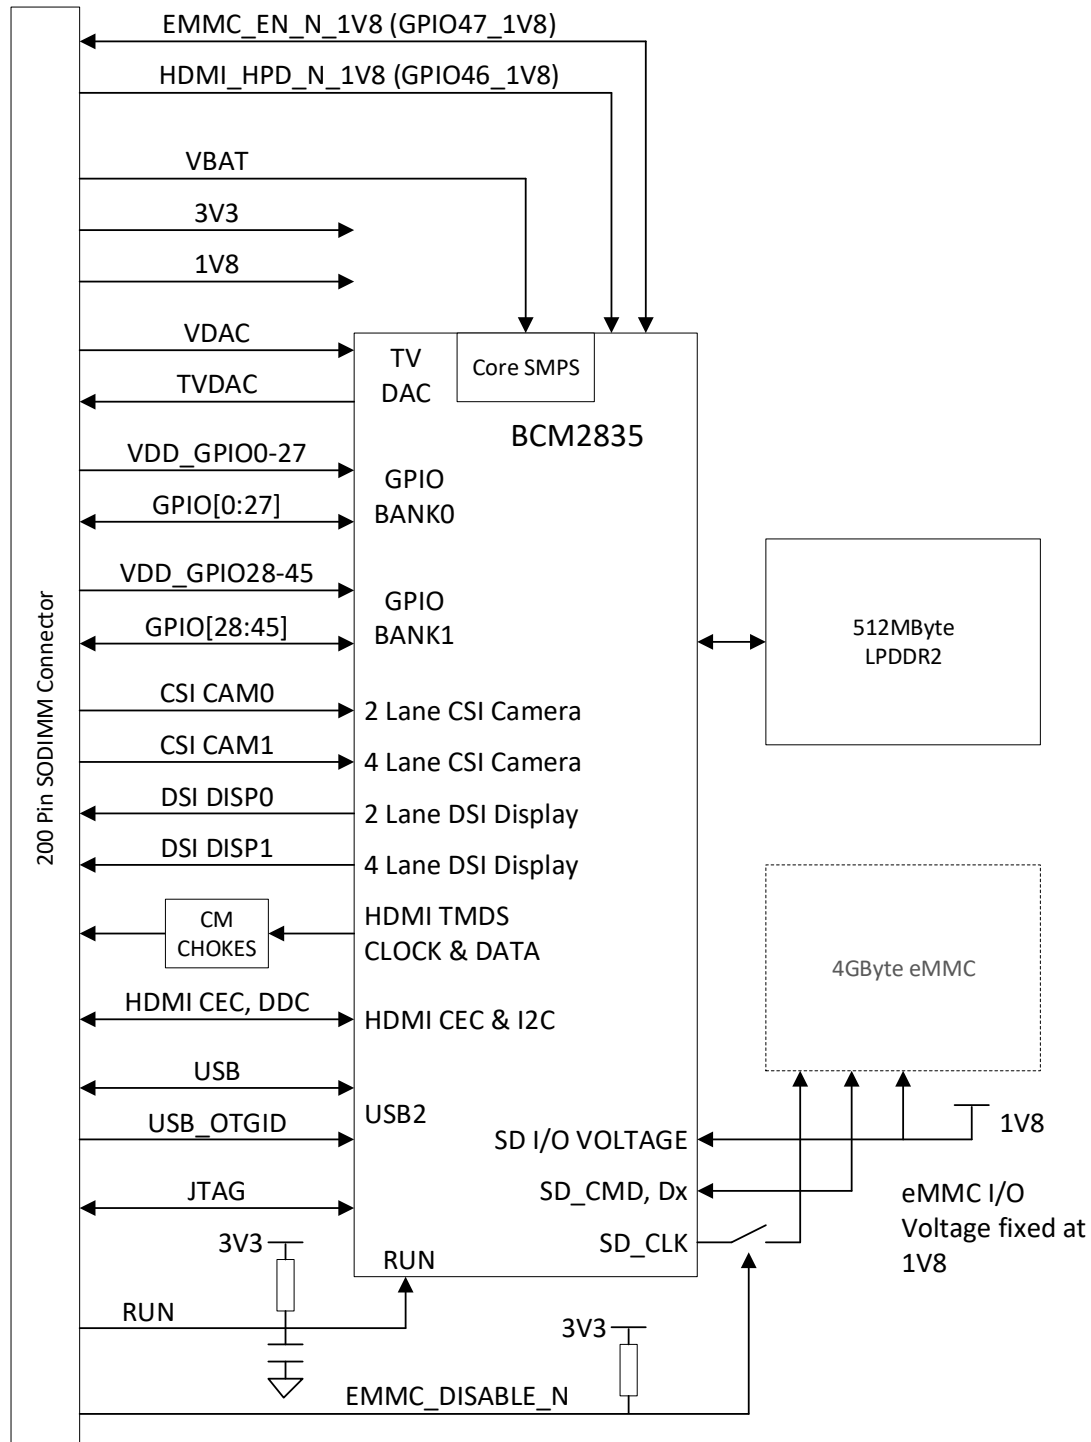 EMMC_EN_N_1V8 (GPIO47_1V8)
HDMI_HPD_N_1V8 (GPIO46_1V8)
VBAT
3V3
1V8
VDAC
TVDAC
TV
DAC
Core SMPS
BCM2835
VDD_GPIO0-27
GPIO[0:27]
GPIO
BANK0
VDD_GPIO28-45
GPIO[28:45]
GPIO
BANK1
512MByte
LPDDR2
200 Pin SODIMM Connector
CSI CAM0
2 Lane CSI Camera
CSI CAM1
4 Lane CSI Camera
DSI DISP0
2 Lane DSI Display
DSI DISP1
4 Lane DSI Display
CM
CHOKES
HDMI TMDS
CLOCK & DATA
4GByte eMMC
HDMI CEC, DDC
HDMI CEC & I2C
USB
USB_OTGID
USB2
SD I/O VOLTAGE
1V8
JTAG
SD_CMD, Dx
eMMC I/O
Voltage fixed at
1V8
SD_CLK
3V3
RUN
RUN
3V3
EMMC_DISABLE_N